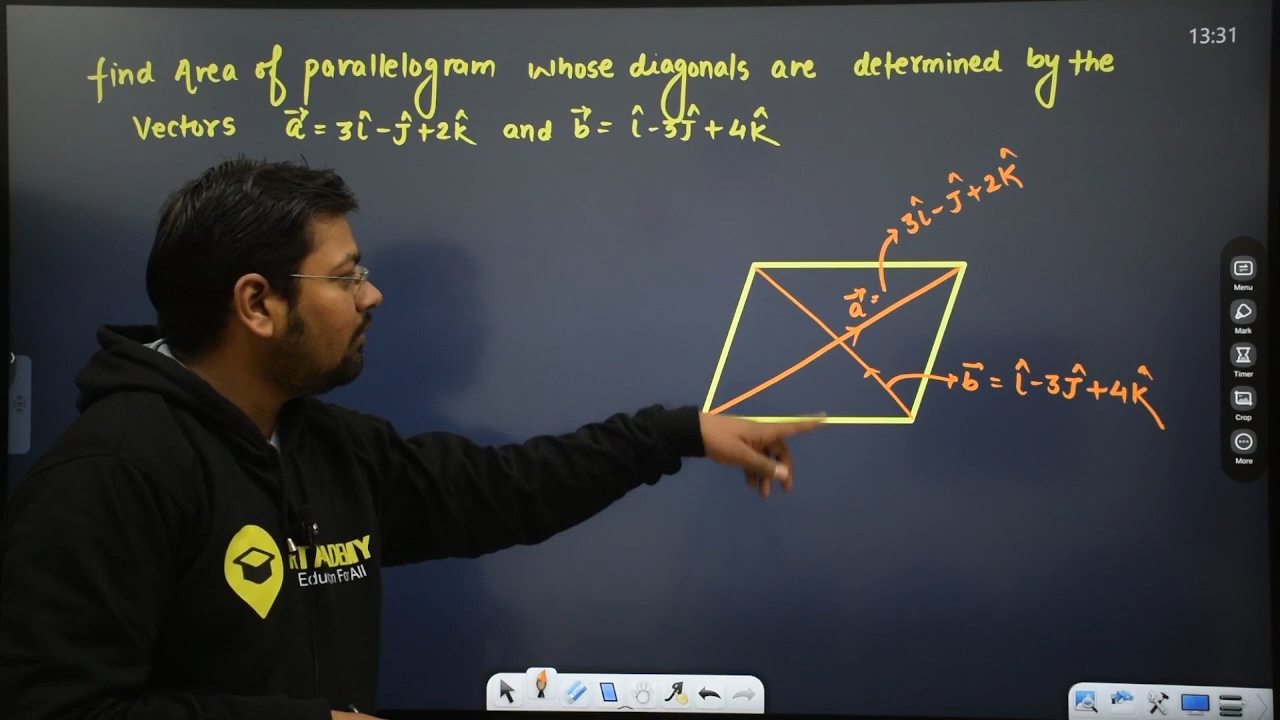 13:31
find Area of parallelogram whose diagonals are determined by the
Vectors a⃗ = 3î - ĵ + 2k̂ and b⃗ = î - 3ĵ + 4k̂
3î - ĵ + 2k̂
a⃗ =
b⃗ = î - 3ĵ + 4k̂
Menu
Mark
Timer
Crop
More
For All